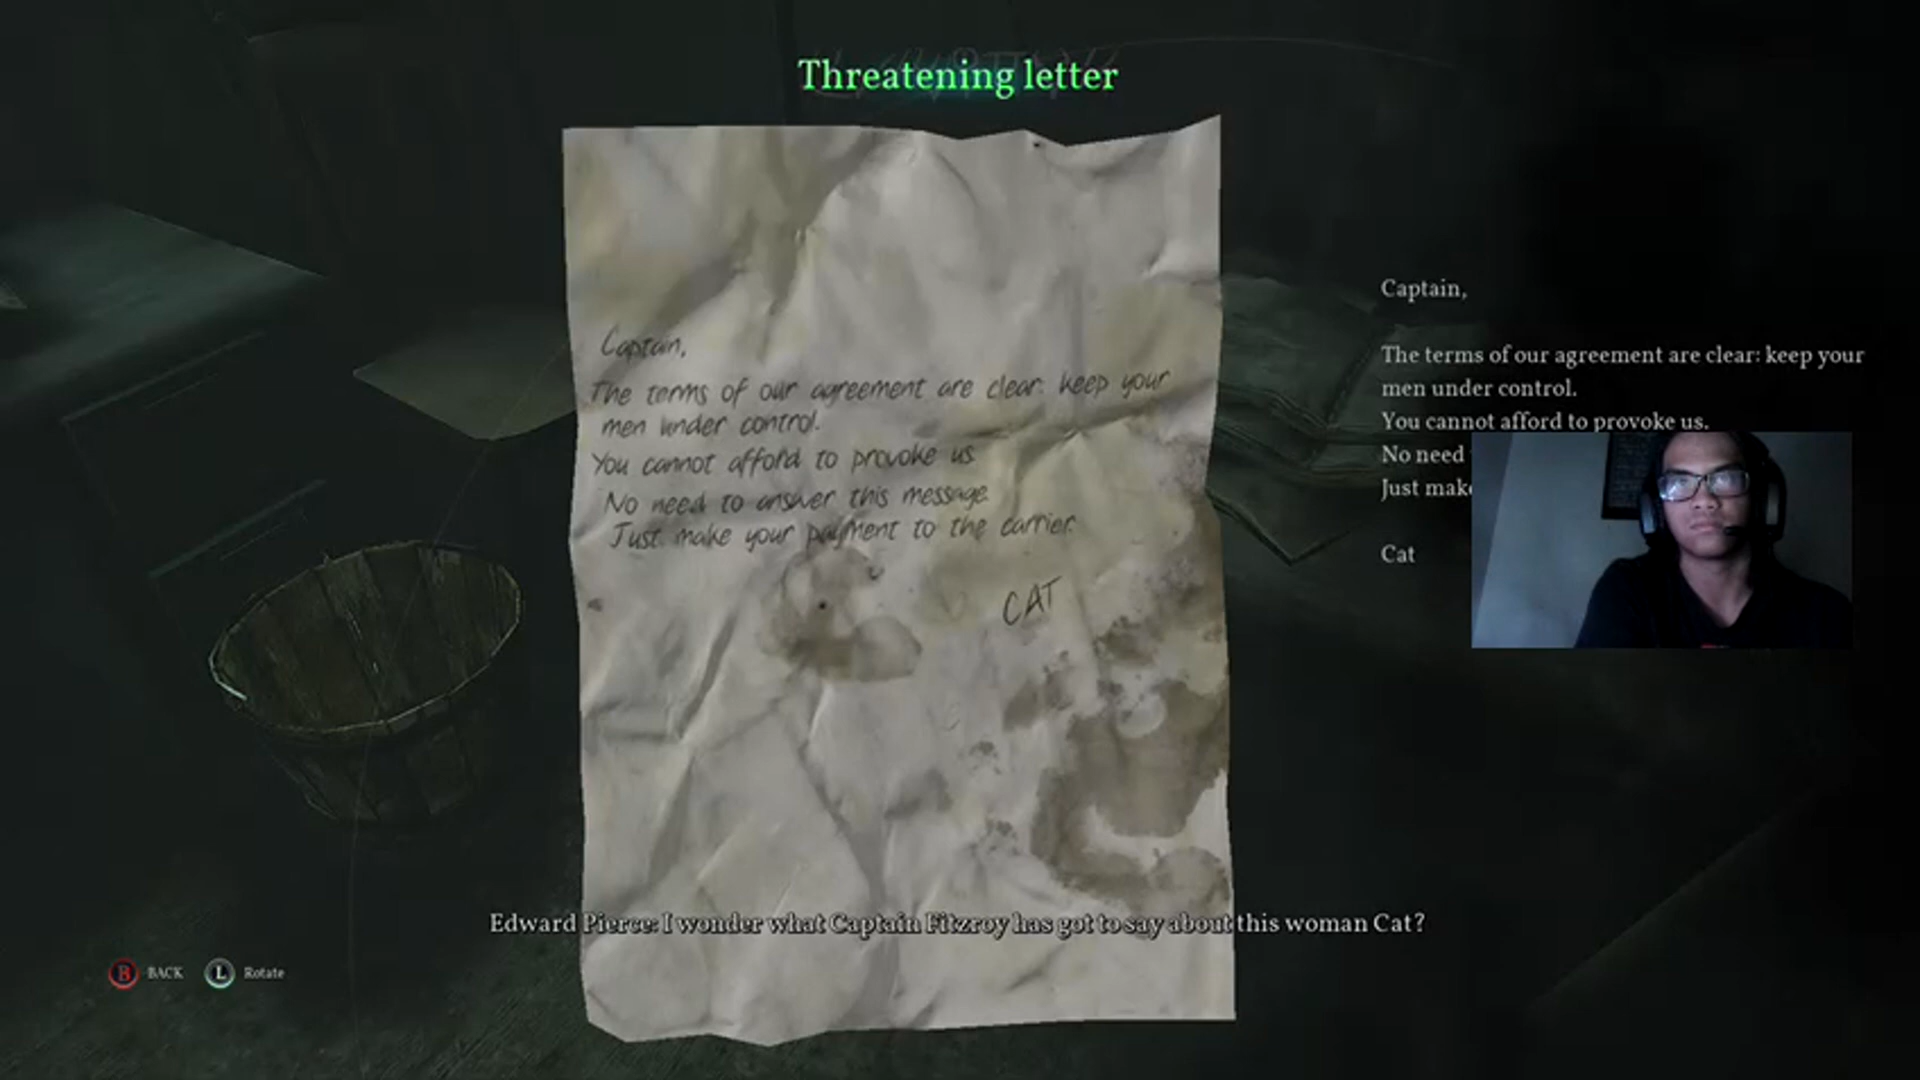 Threatening letter
Captain,
The terms of our agreement are clear: keep your
men under control.
You cannot afford to provoke us
No need to answer this message.
Just make your payment to the carrier.
CAT
Captain,
The terms of our agreement are clear: keep your
men under control.
You cannot afford to provoke us.
No need
Just make
Cat
Edward Pierce: I wonder what Captain Fitzroy has got to say about this woman Cat?
B BACK L Rotate